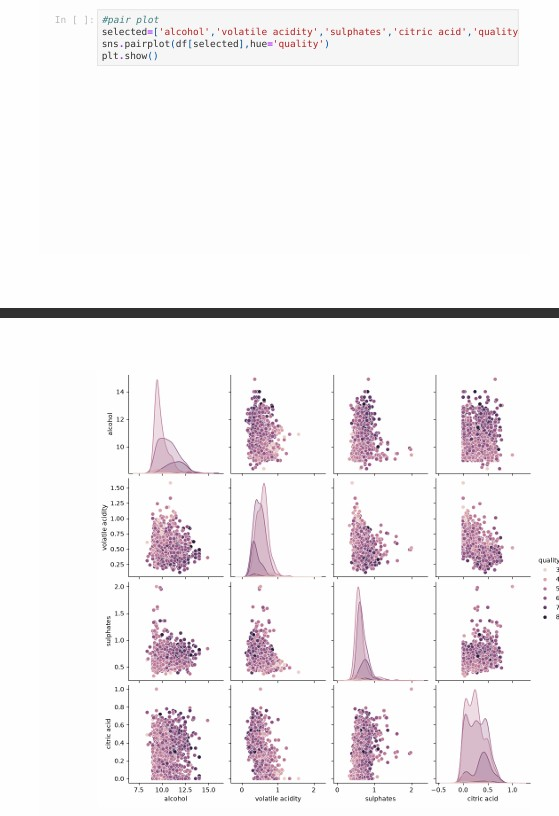 In [ ]: #pair plot
selected=['alcohol','volatile acidity','sulphates','citric acid','quality
sns.pairplot(df[selected],hue='quality')
plt.show()
14
12
10
alcohol
1.50
1.25
1.00
0.75
0.50
0.25
volatile acidity
quality
3
4
5
6
7
8
2.0
1.5
1.0
0.5
sulphates
1.0
0.8
0.6
0.4
0.2
0.0
citric acid
7.5 10.0 12.5 15.0 0 1 2 0 1 2 −0.5 0.0 0.5 1.0
alcohol volatile acidity sulphates citric acid